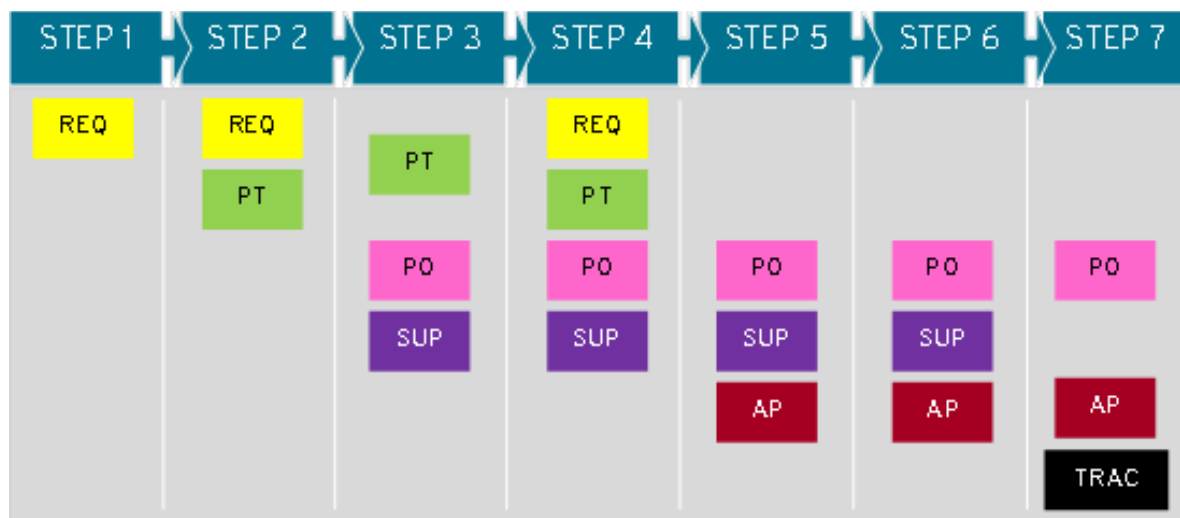 STEP 1 STEP 2 STEP 3 STEP 4 STEP 5 STEP 6 STEP 7
REQ REQ REQ
PT
PT PT
PO PO PO PO PO
SUP SUP SUP SUP
AP AP AP
TRAC